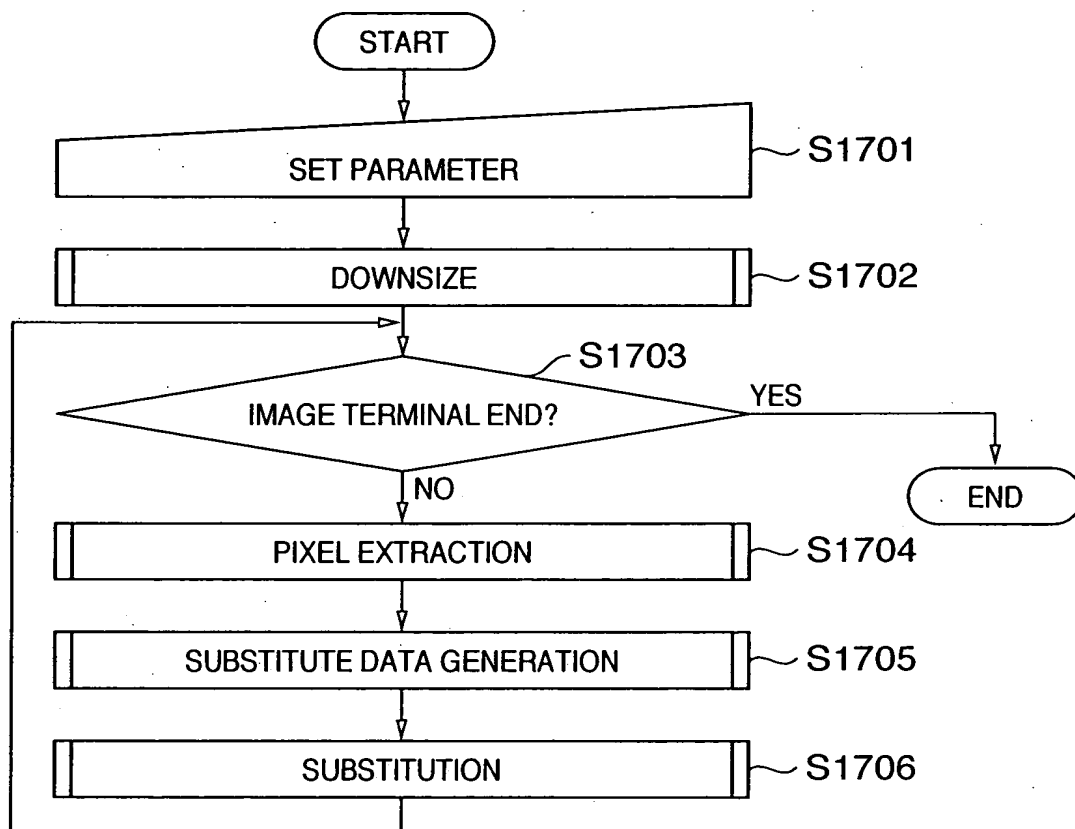 START
SET PARAMETER
S1701
DOWNSIZE
S1702
S1703
IMAGE TERMINAL END?
YES
NO
END
PIXEL EXTRACTION
S1704
SUBSTITUTE DATA GENERATION
S1705
SUBSTITUTION
S1706